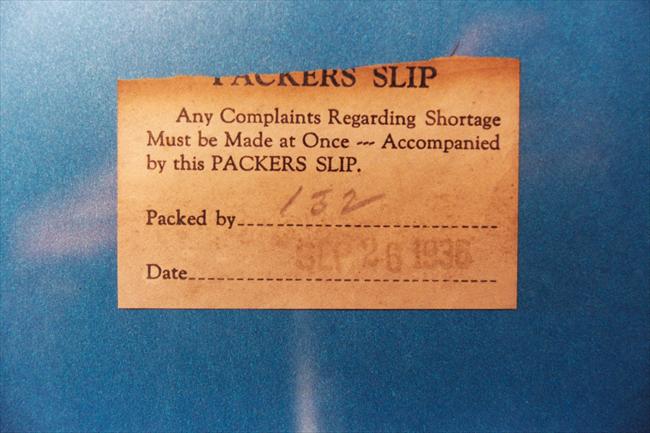 PACKERS SLIP
Any Complaints Regarding Shortage
Must be Made at Once --- Accompanied
by this PACKERS SLIP.
Packed by 132
SEP 26 1936
Date